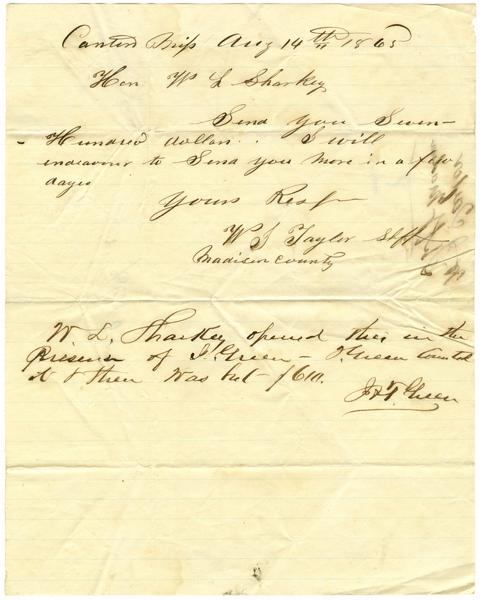 Canton Miss Aug 14th 1865
Hon W L Sharkey
Send you Seven-
Hundred dollars. I will
endeavour to Send you More in a few
days
Yours Resp
W J Taylor Shff
Madison County
W. L. Sharkey opened this in the
presence of J. Green - J. Green Counted
it & there was but $610.
J. T. Green